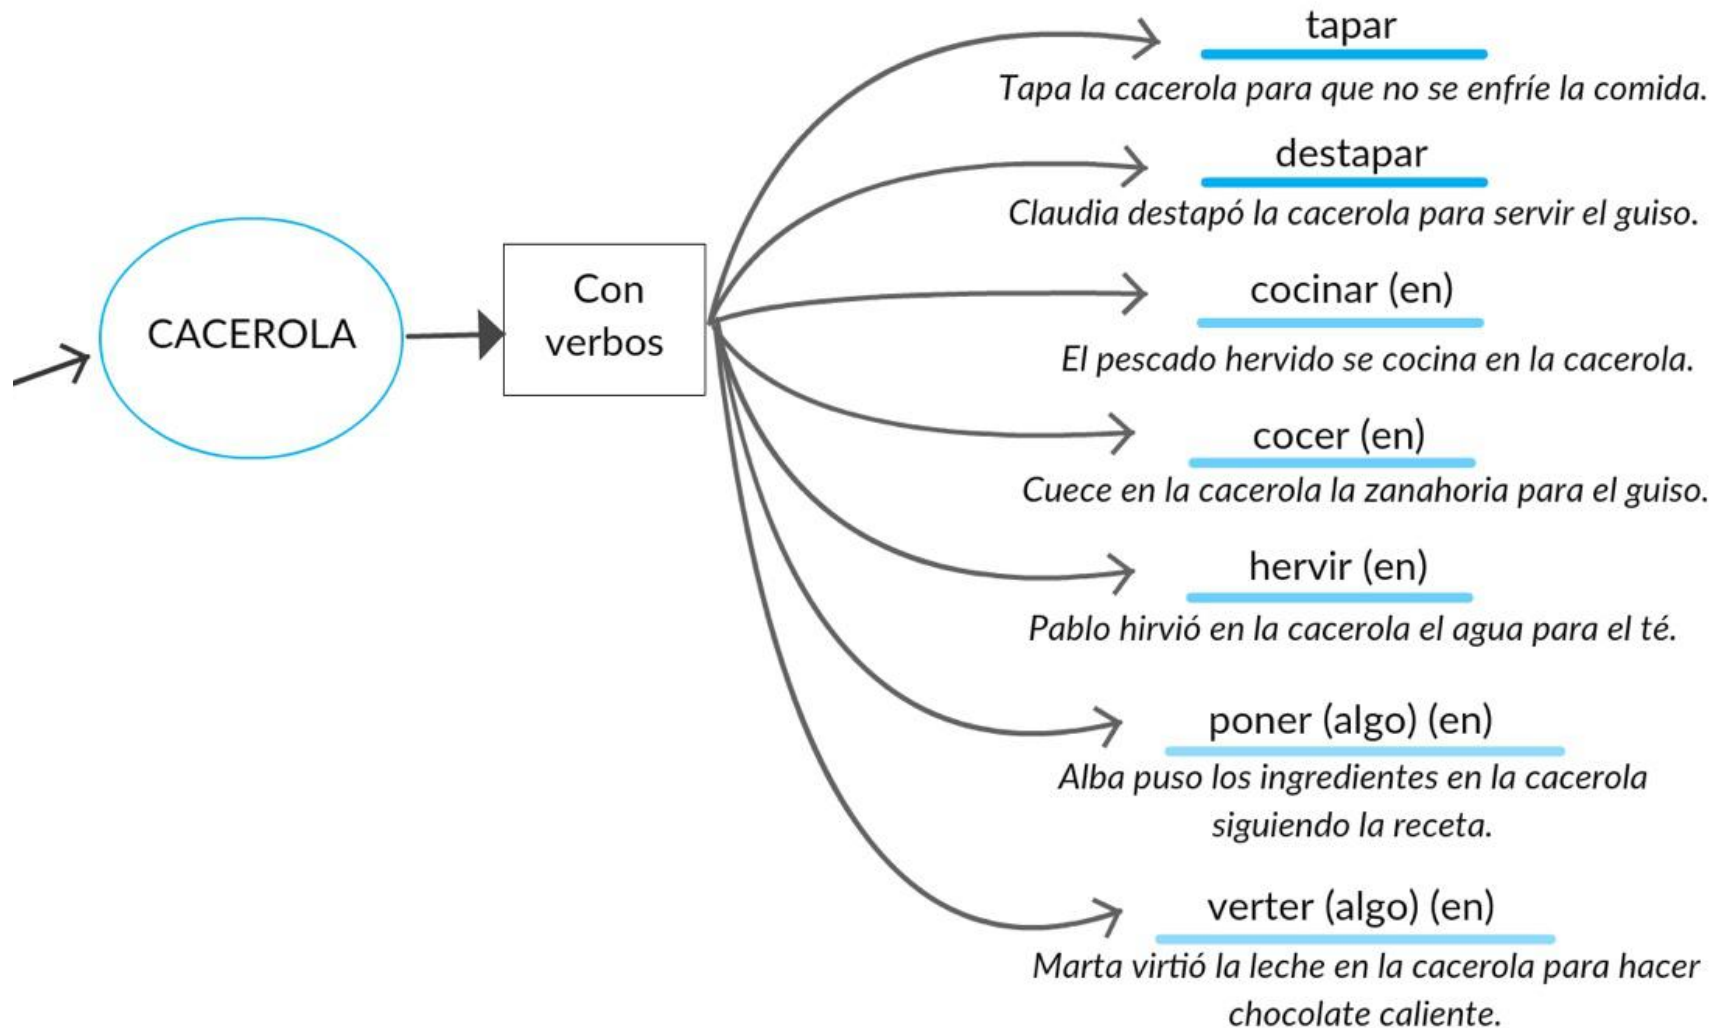 CACEROLA
Con
verbos
tapar
Tapa la cacerola para que no se enfríe la comida.
destapar
Claudia destapó la cacerola para servir el guiso.
cocinar (en)
El pescado hervido se cocina en la cacerola.
cocer (en)
Cuece en la cacerola la zanahoria para el guiso.
hervir (en)
Pablo hirvió en la cacerola el agua para el té.
poner (algo) (en)
Alba puso los ingredientes en la cacerola
siguiendo la receta.
verter (algo) (en)
Marta virtió la leche en la cacerola para hacer
chocolate caliente.